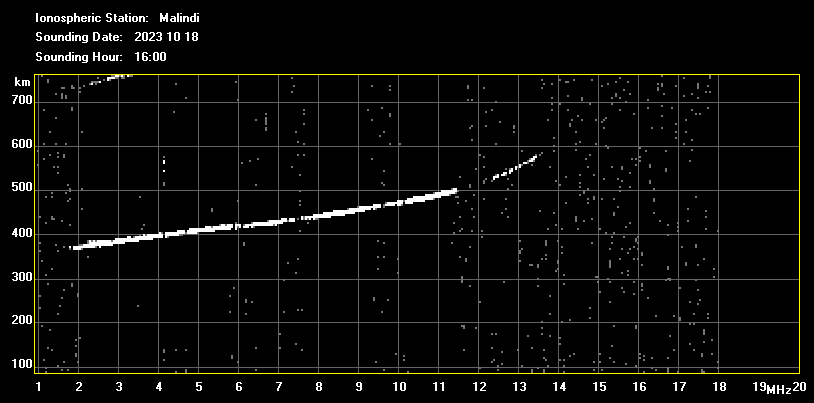 Ionospheric Station: Malindi
Sounding Date: 2023 10 18
Sounding Hour: 16:00
km
700
600
500
400
300
200
100
1 2 3 4 5 6 7 8 9 10 11 12 13 14 15 16 17 18 19 MHz 20